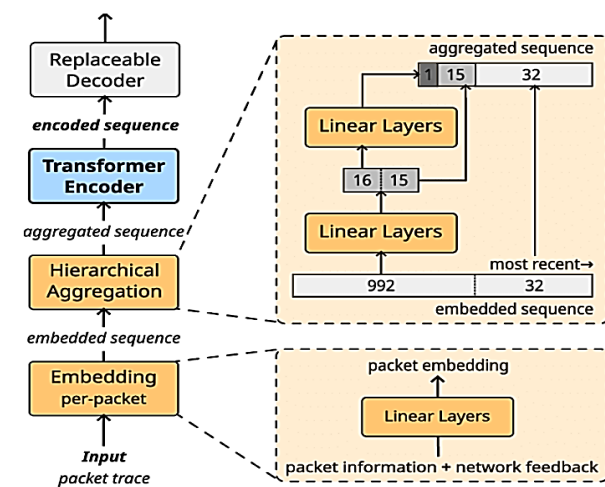 Replaceable
Decoder
encoded sequence
Transformer
Encoder
aggregated sequence
Hierarchical
Aggregation
embedded sequence
Embedding
per-packet
Input
packet trace
aggregated sequence
1 15 32
Linear Layers
16 15
Linear Layers
most recent→
992 32
embedded sequence
packet embedding
Linear Layers
packet information + network feedback